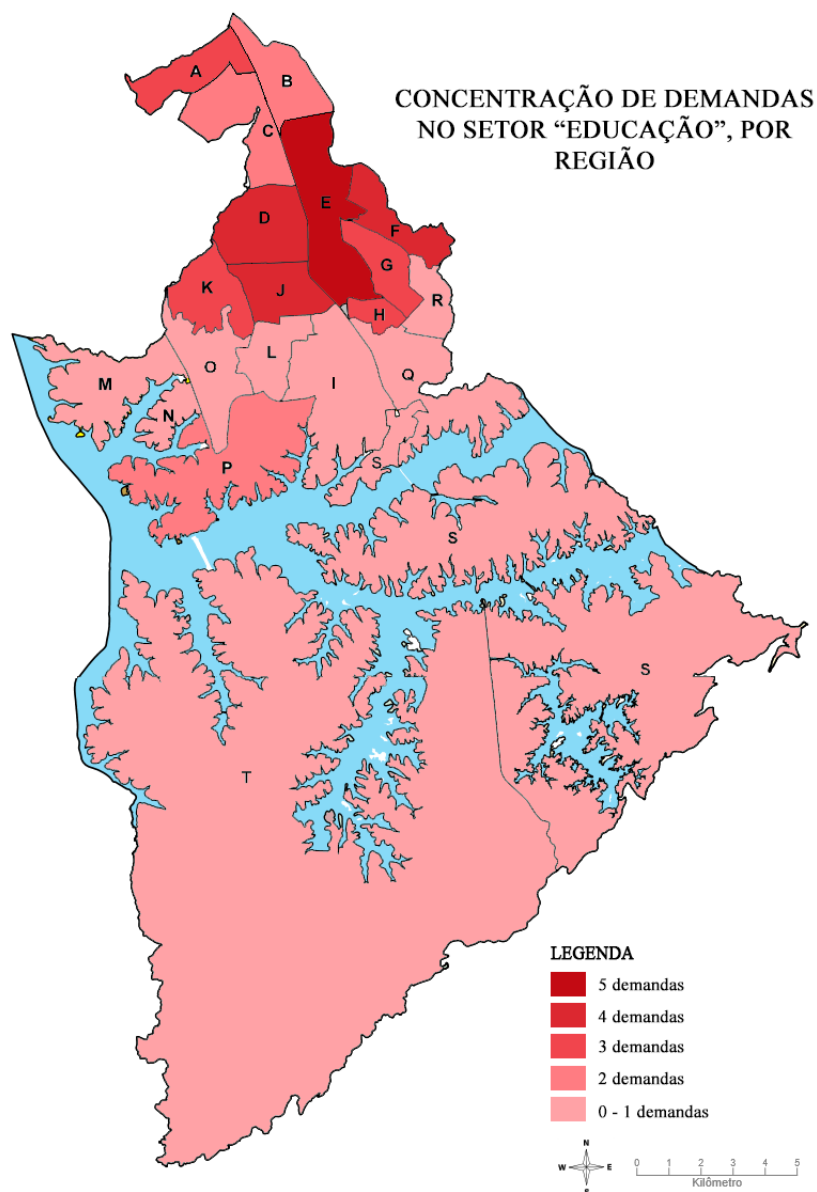 CONCENTRAÇÃO DE DEMANDAS
NO SETOR “EDUCAÇÃO”, POR
REGIÃO
A
B
C
D
E
F
G
K
J
H
R
O
L
I
Q
M
N
P
S
S
S
T
LEGENDA
5 demandas
4 demandas
3 demandas
2 demandas
0 - 1 demandas
N
W E
S
0 1 2 3 4 5
Kilômetro